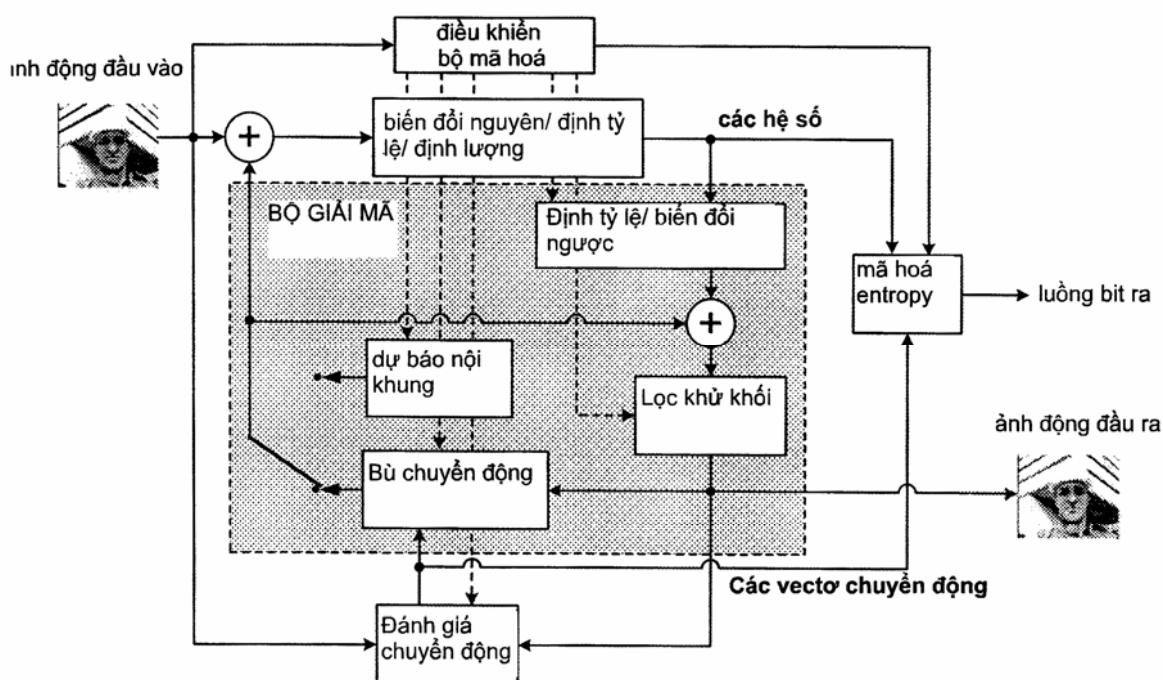 điều khiển
bộ mã hoá
ình động đầu vào
biến đổi nguyên/ định tỷ
lệ/ định lượng
các hệ số
BỘ GIẢI MÃ
Định tỷ lệ/ biến đổi
ngược
mã hoá
entropy
luồng bit ra
dự báo nội
khung
Lọc khử khối
ảnh động đầu ra
Bù chuyển động
Các vectơ chuyển động
Đánh giá
chuyển động